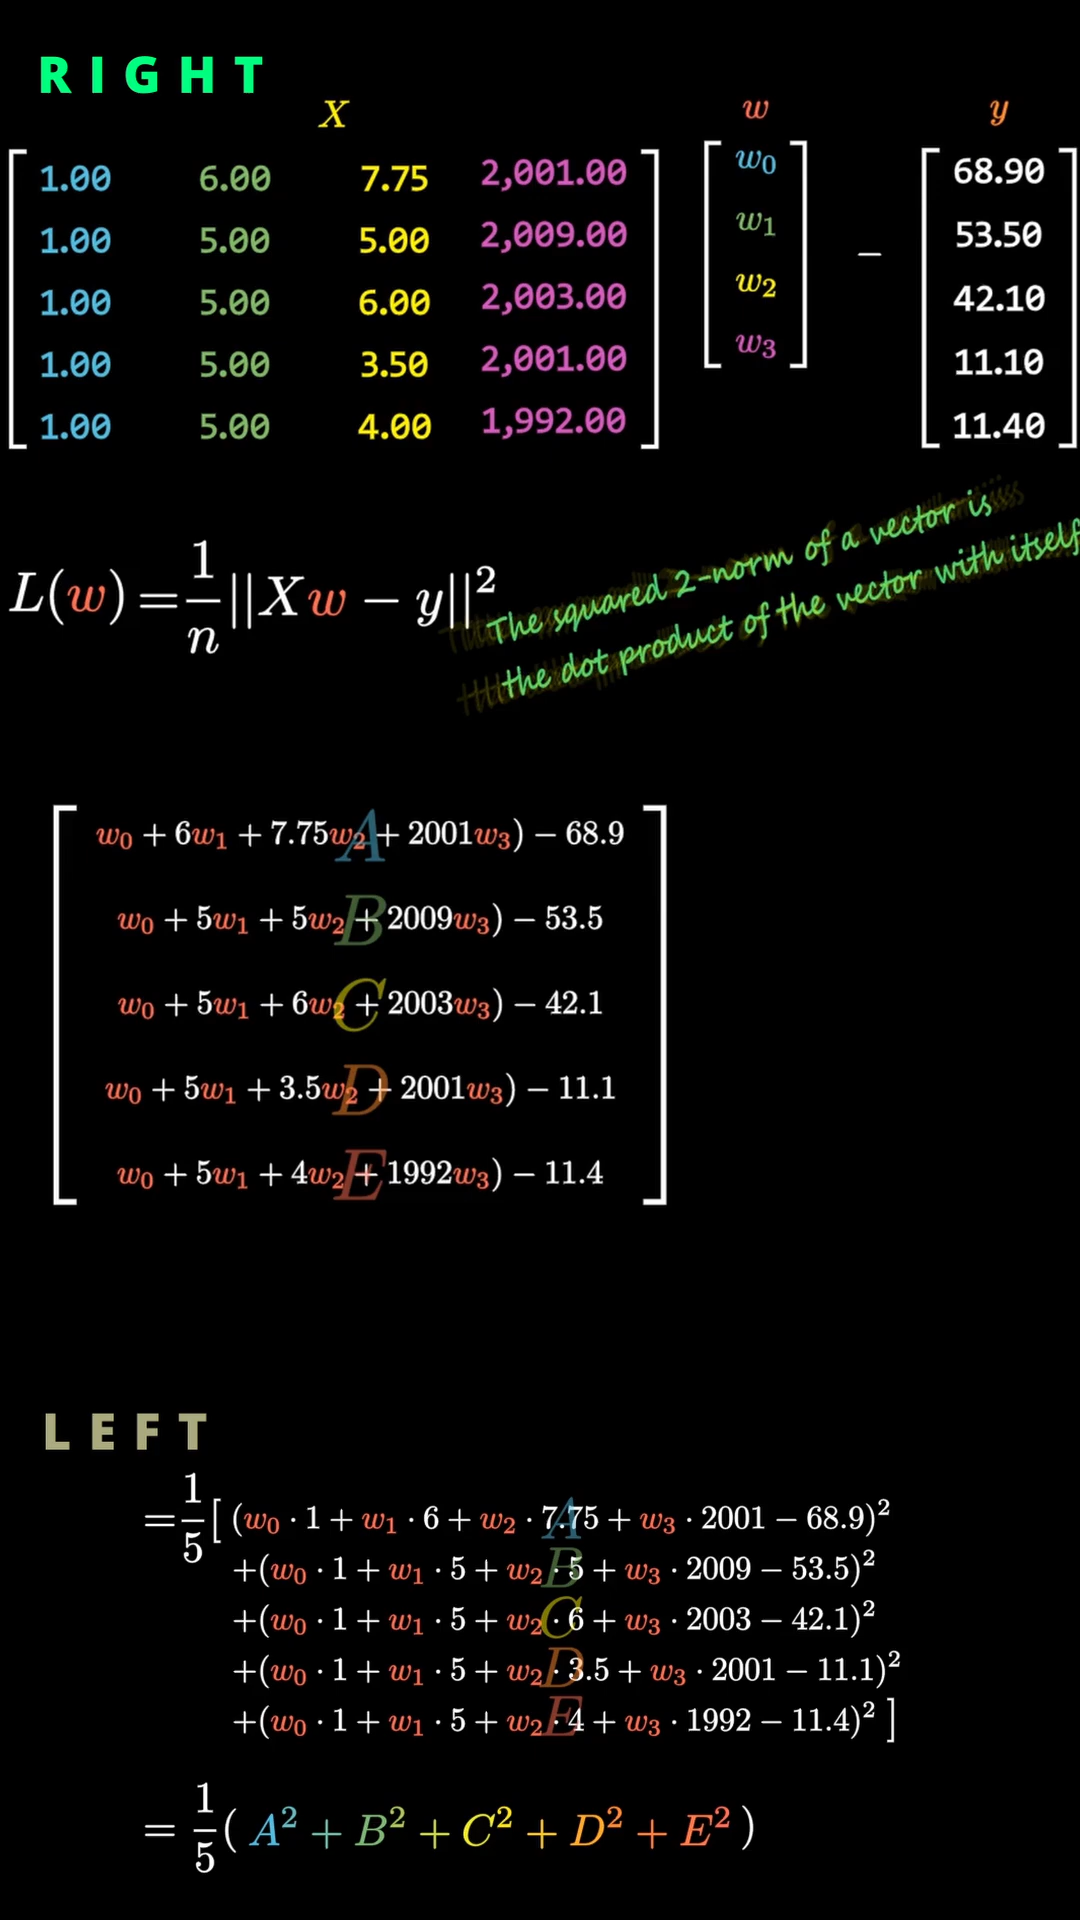 RIGHT
X w y
1.00 6.00 7.75 2,001.00 w₀ 68.90
1.00 5.00 5.00 2,009.00 w₁ 53.50
1.00 5.00 6.00 2,003.00 w₂ − 42.10
1.00 5.00 3.50 2,001.00 w₃ 11.10
1.00 5.00 4.00 1,992.00 11.40
L(w) = 1/n ||Xw − y||²
The squared 2-norm of a vector is
the dot product of the vector with itself
w₀ + 6w₁ + 7.75w₂ + 2001w₃) − 68.9
A
w₀ + 5w₁ + 5w₂ + 2009w₃) − 53.5
B
w₀ + 5w₁ + 6w₂ + 2003w₃) − 42.1
C
w₀ + 5w₁ + 3.5w₂ + 2001w₃) − 11.1
D
w₀ + 5w₁ + 4w₂ + 1992w₃) − 11.4
E
LEFT
= 1/5 [ (w₀ · 1 + w₁ · 6 + w₂ · 7.75 + w₃ · 2001 − 68.9)²
A
+(w₀ · 1 + w₁ · 5 + w₂ · 5 + w₃ · 2009 − 53.5)²
B
+(w₀ · 1 + w₁ · 5 + w₂ · 6 + w₃ · 2003 − 42.1)²
C
+(w₀ · 1 + w₁ · 5 + w₂ · 3.5 + w₃ · 2001 − 11.1)²
D
+(w₀ · 1 + w₁ · 5 + w₂ · 4 + w₃ · 1992 − 11.4)² ]
E
= 1/5 ( A² + B² + C² + D² + E² )